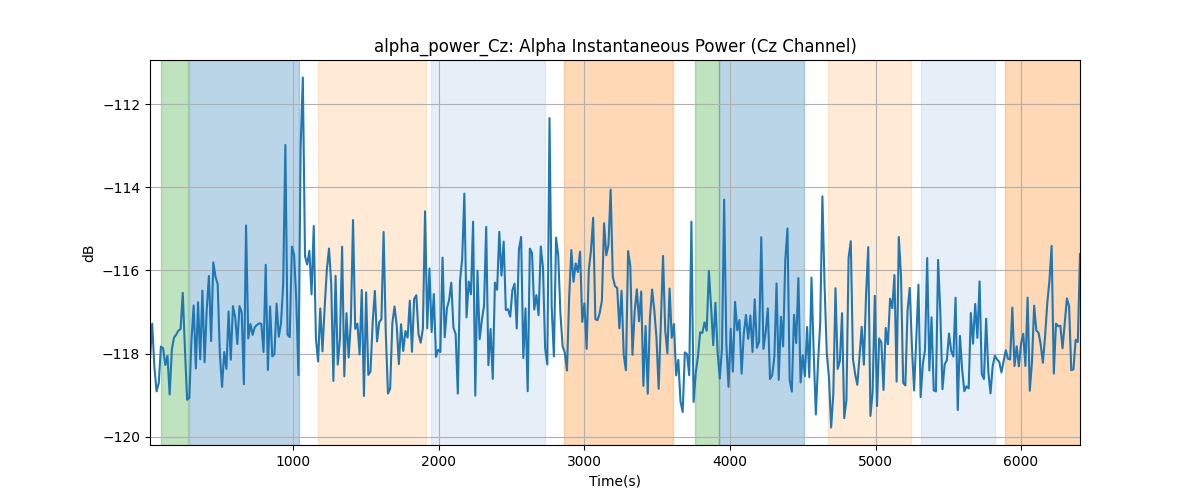 alpha_power_Cz: Alpha Instantaneous Power (Cz Channel)
dB
−112
−114
−116
−118
−120
1000 2000 3000 4000 5000 6000
Time(s)